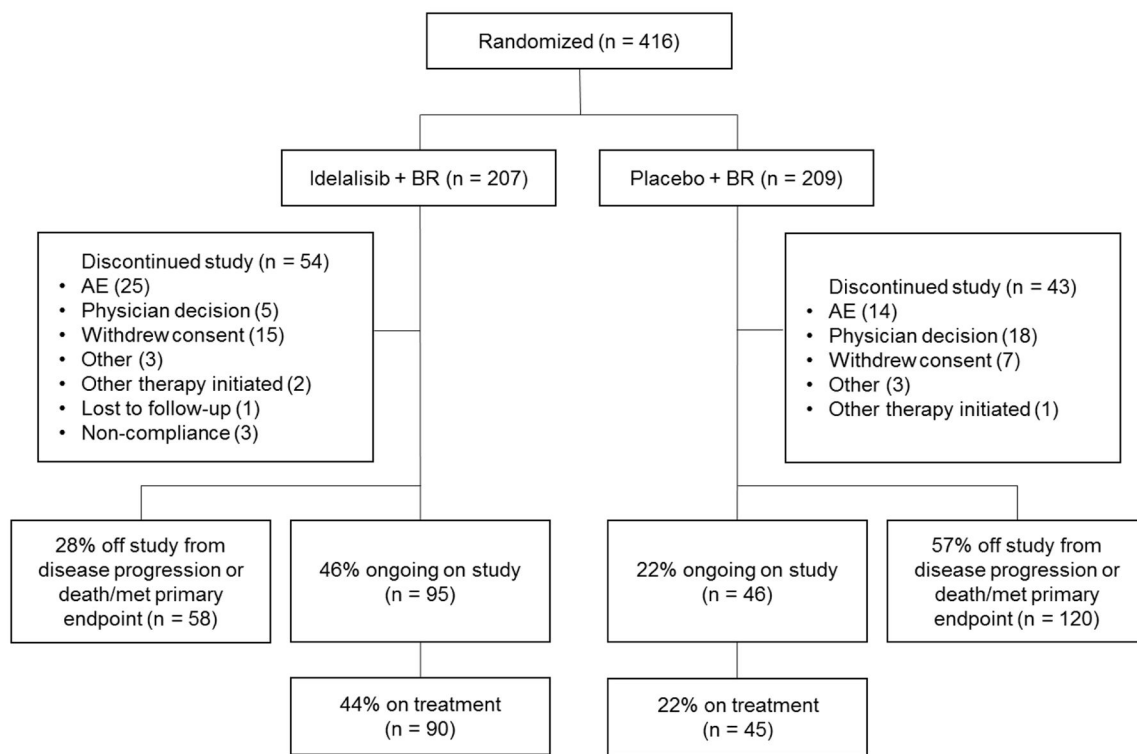 Randomized (n = 416)
Idelalisib + BR (n = 207)
Placebo + BR (n = 209)
Discontinued study (n = 54)
• AE (25)
• Physician decision (5)
• Withdrew consent (15)
• Other (3)
• Other therapy initiated (2)
• Lost to follow-up (1)
• Non-compliance (3)
Discontinued study (n = 43)
• AE (14)
• Physician decision (18)
• Withdrew consent (7)
• Other (3)
• Other therapy initiated (1)
28% off study from
disease progression or
death/met primary
endpoint (n = 58)
46% ongoing on study
(n = 95)
22% ongoing on study
(n = 46)
57% off study from
disease progression or
death/met primary
endpoint (n = 120)
44% on treatment
(n = 90)
22% on treatment
(n = 45)